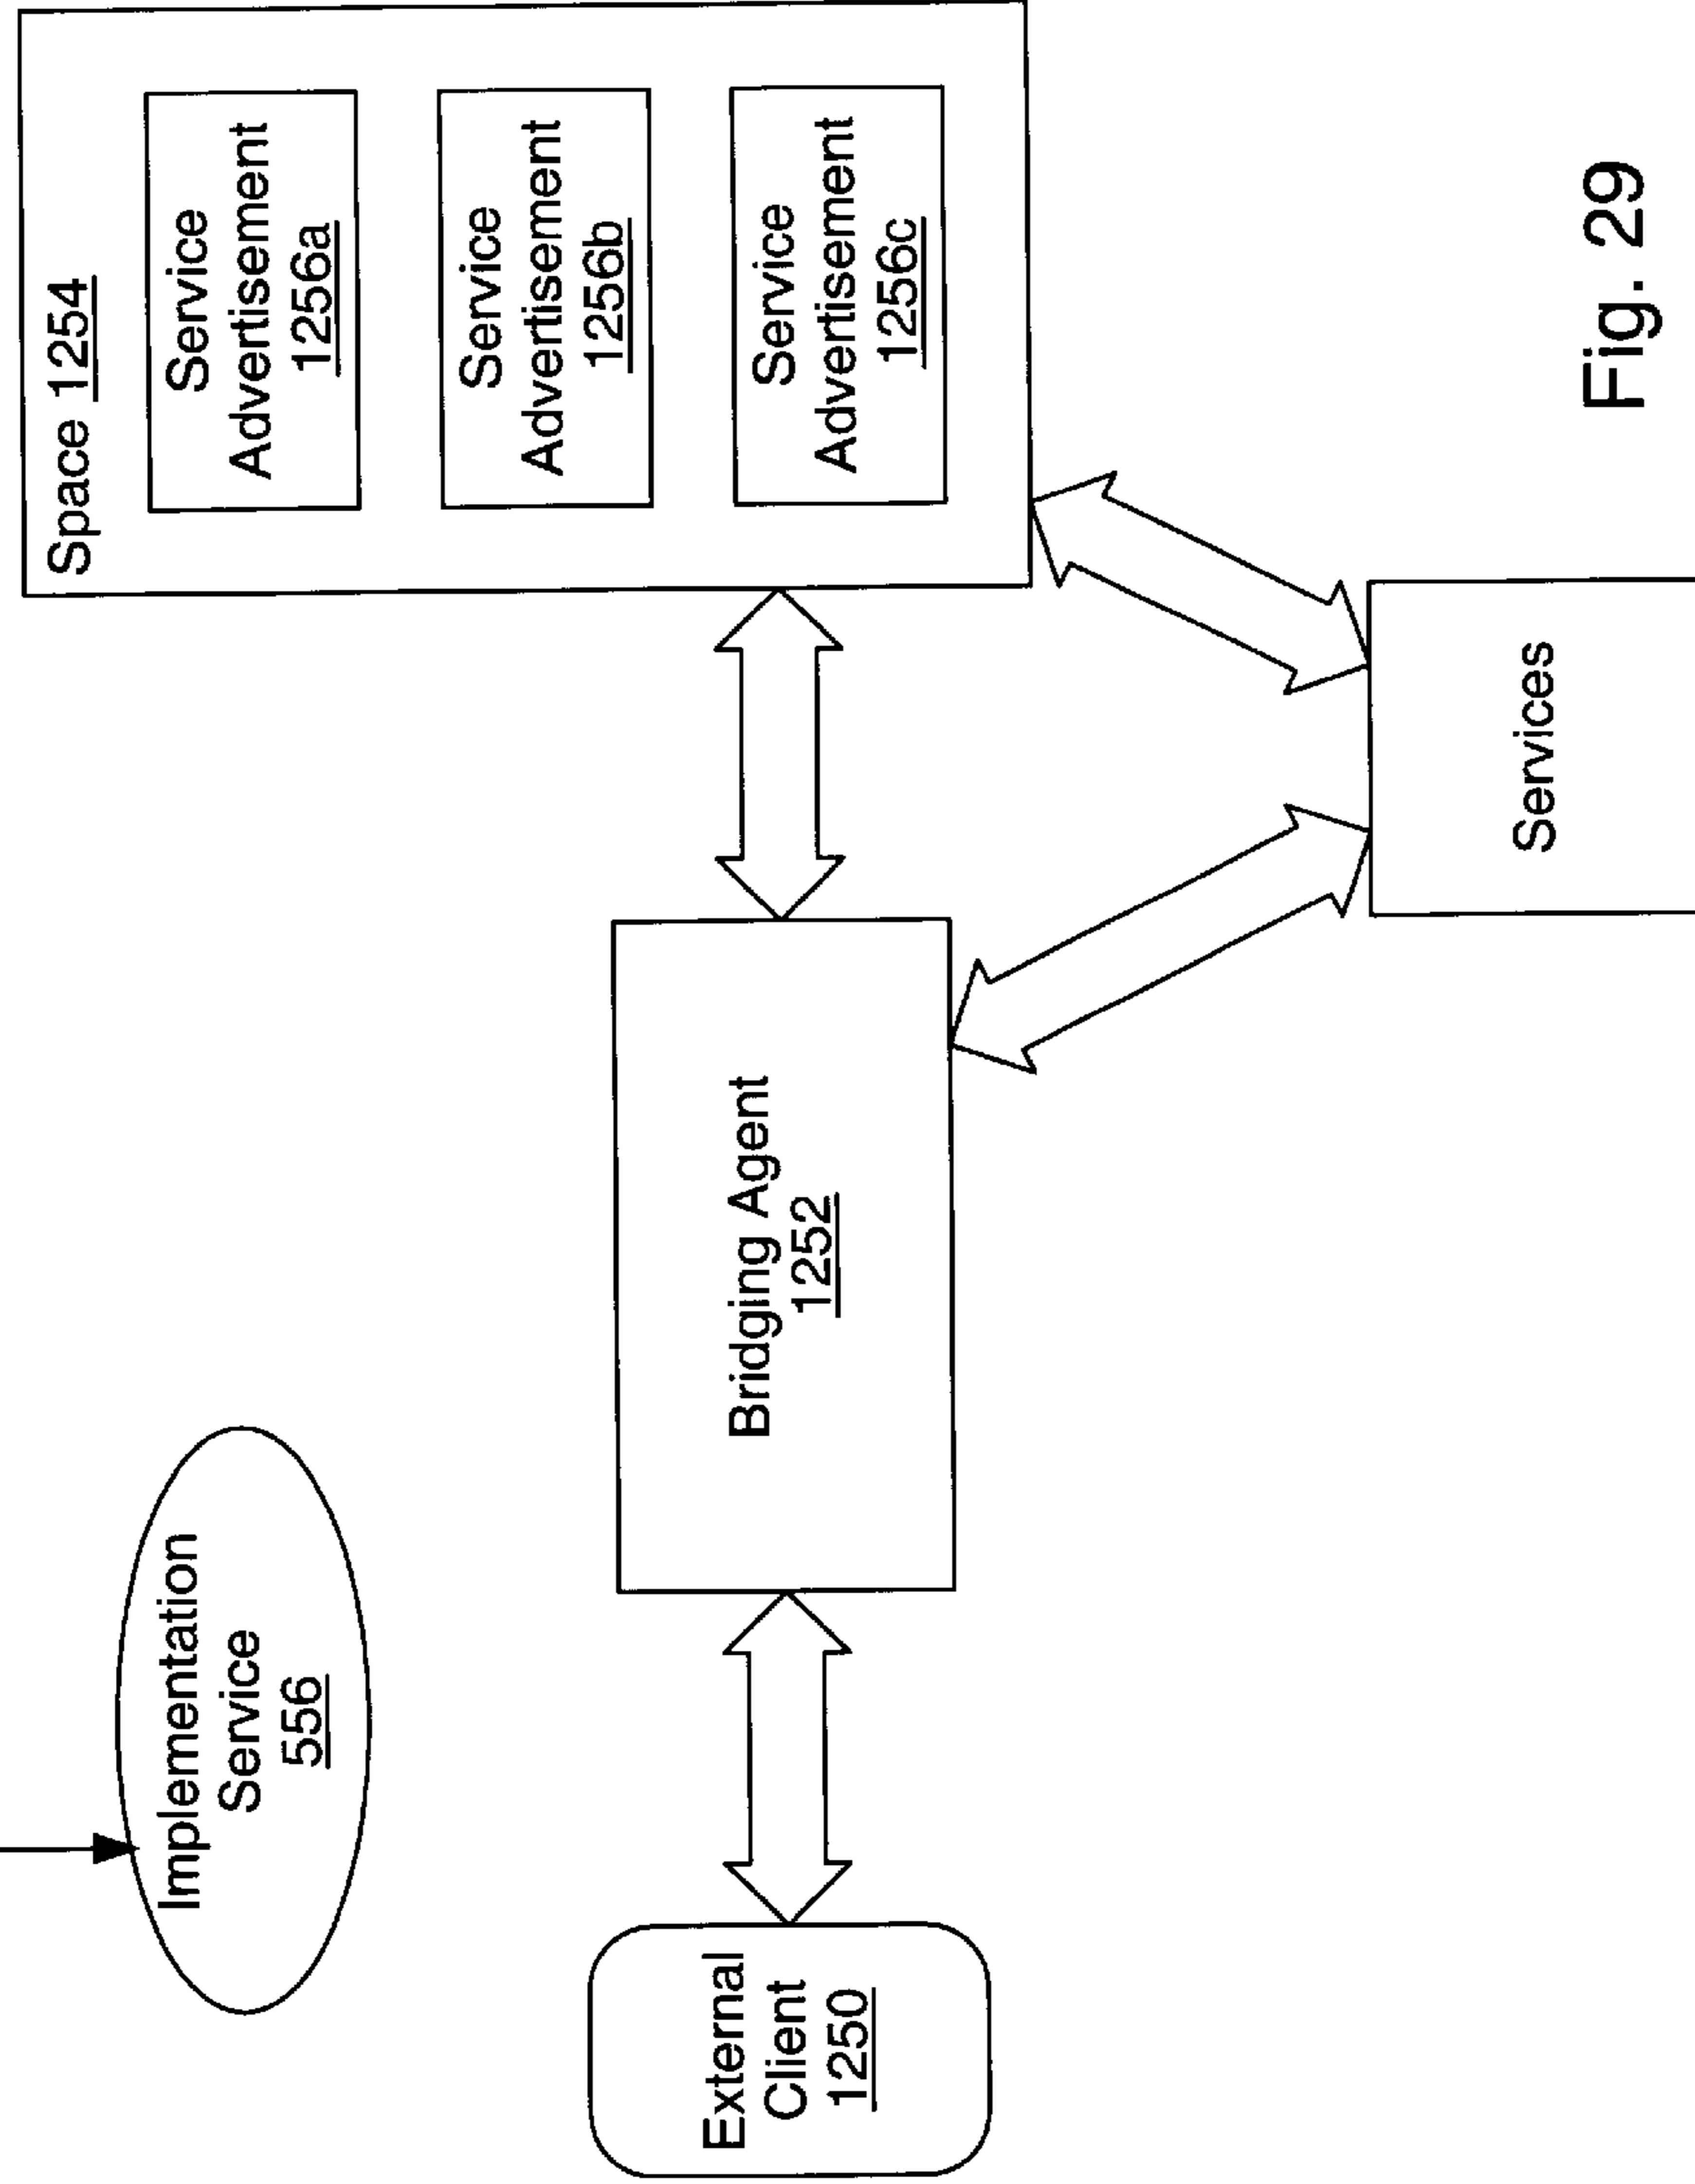 Implementation
Service
556
Space 1254
Service
Advertisement
1256a
Service
Advertisement
1256b
Service
Advertisement
1256c
Bridging Agent
1252
External
Client
1250
Services
Fig. 29